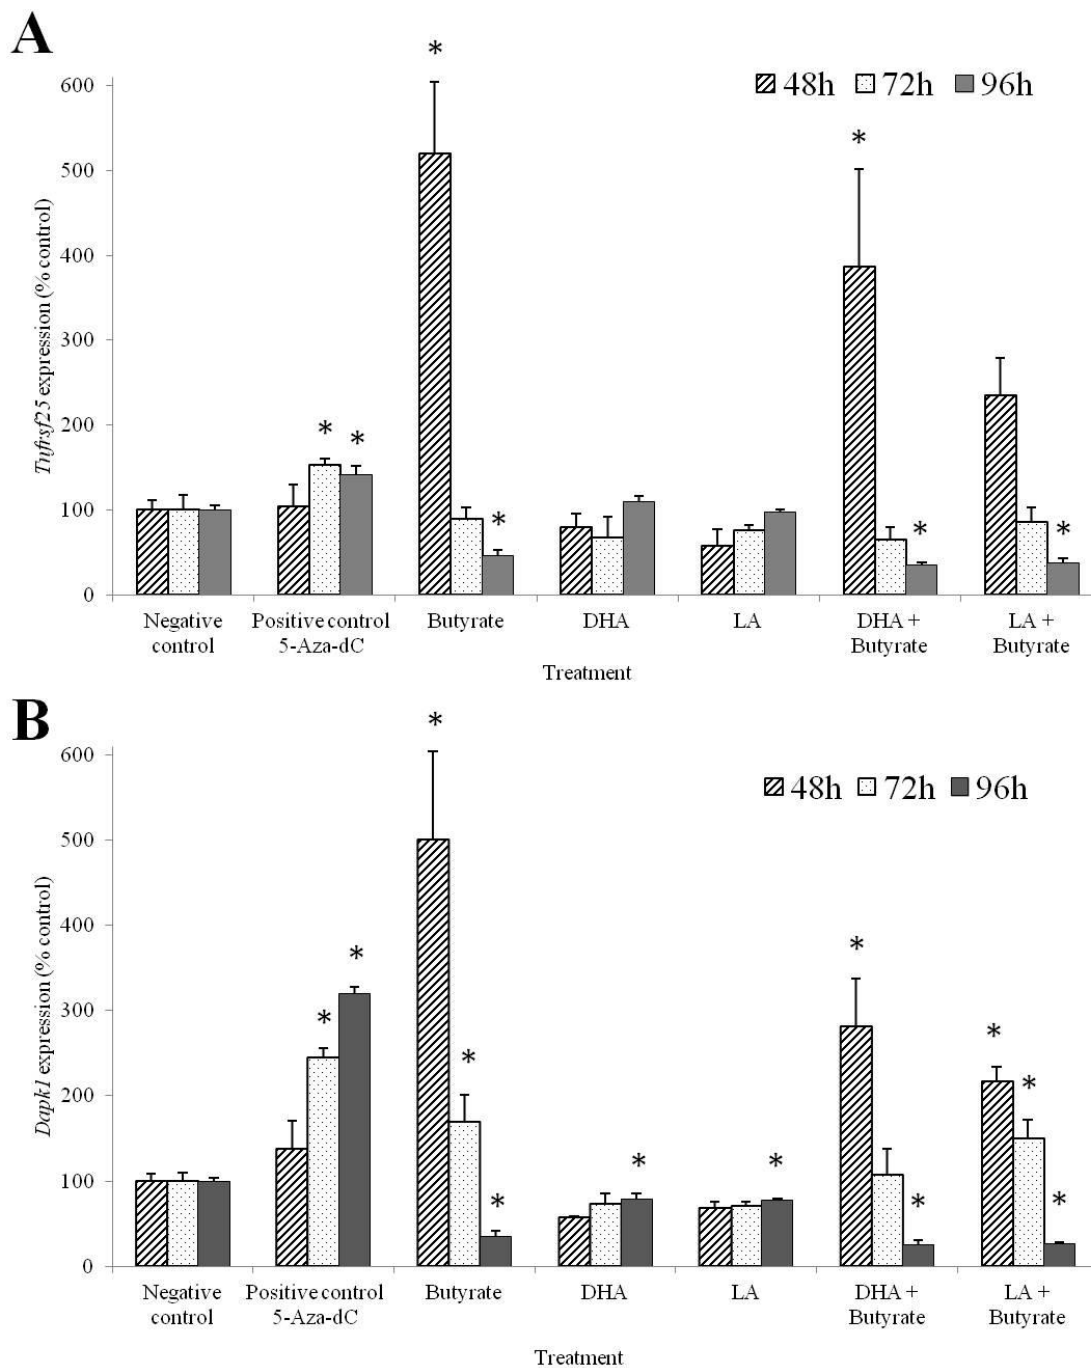 A
600
500
400
300
200
100
0
Tnfrsf25 expression (% control)
48h 72h 96h
* * * * * * *
Negative control
Positive control 5-Aza-dC
Butyrate
DHA
LA
DHA + Butyrate
LA + Butyrate
Treatment
B
600
500
400
300
200
100
0
Dapk1 expression (% control)
48h 72h 96h
* * * * * * * * * * * *
Negative control
Positive control 5-Aza-dC
Butyrate
DHA
LA
DHA + Butyrate
LA + Butyrate
Treatment